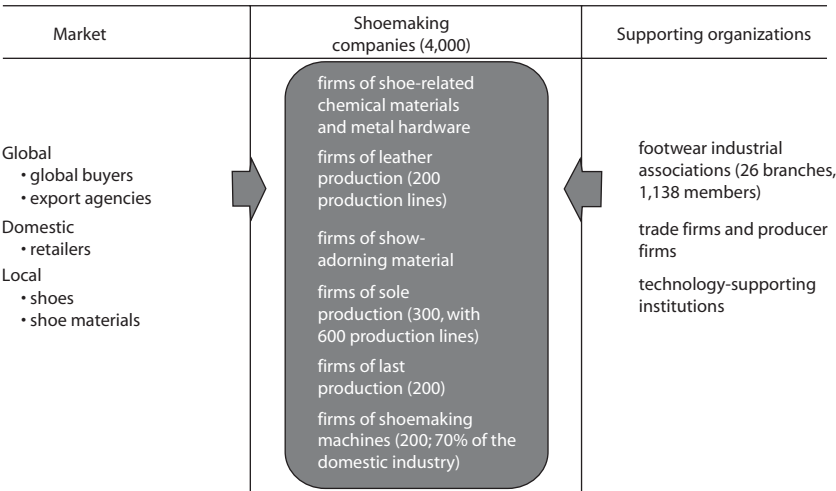 Market
Shoemaking
companies (4,000)
Supporting organizations
Global
• global buyers
• export agencies
Domestic
• retailers
Local
• shoes
• shoe materials
firms of shoe-related
chemical materials
and metal hardware
firms of leather
production (200
production lines)
firms of show-
adorning material
firms of sole
production (300, with
600 production lines)
firms of last
production (200)
firms of shoemaking
machines (200; 70% of the
domestic industry)
footwear industrial
associations (26 branches,
1,138 members)
trade firms and producer
firms
technology-supporting
institutions